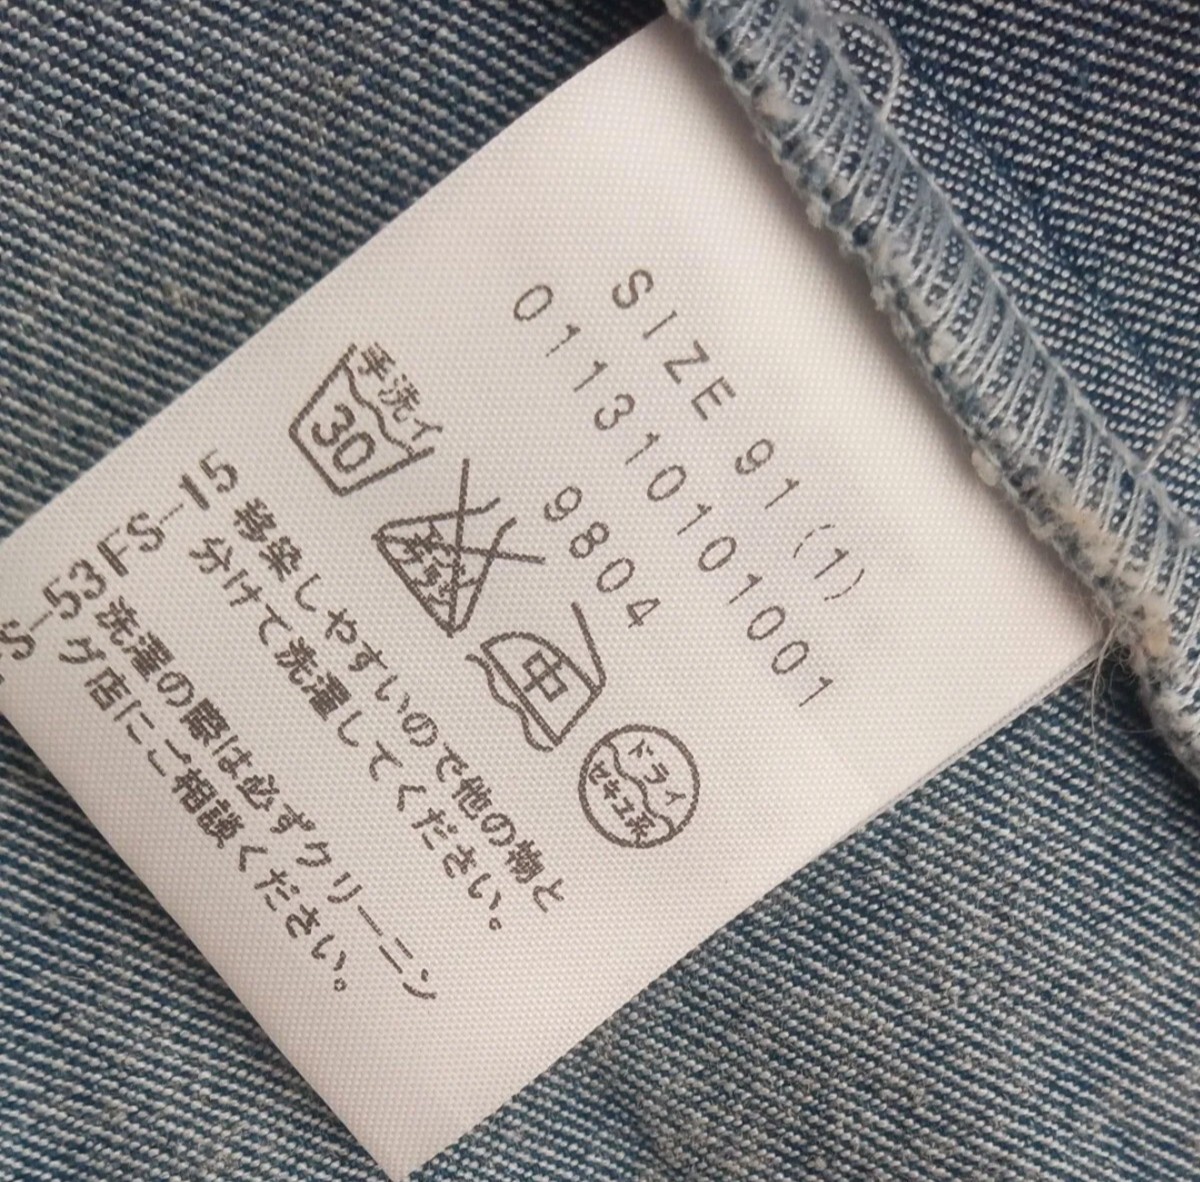 SIZE 91 (1)
011310101001
9804
手洗イ
30
中
ドライ
セキユ系
FS-15 移染しやすいので他の物と
分けて洗濯してください。
S-53 洗濯の際は必ずクリーニン
グ店にご相談ください。